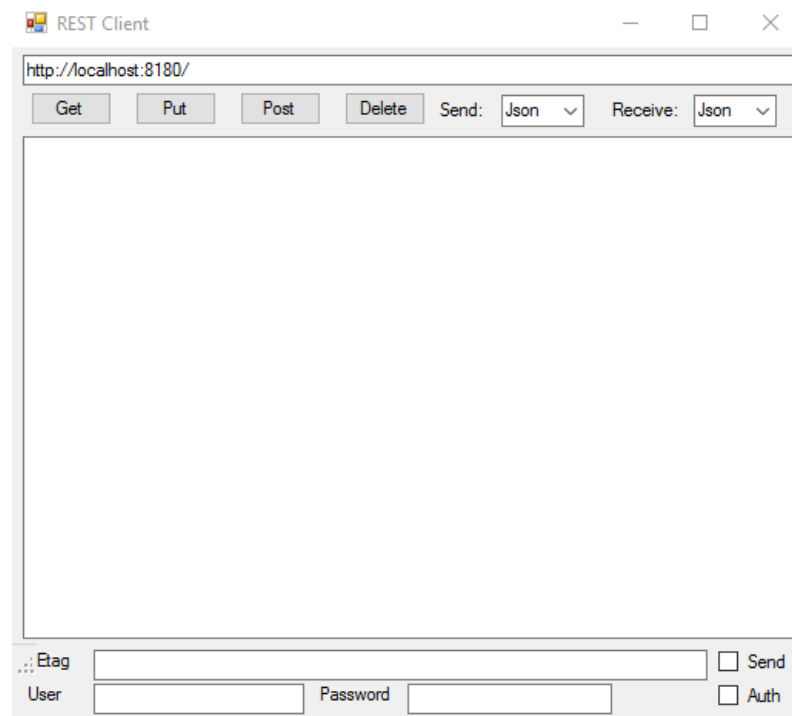 REST Client
http://localhost:8180/
Get Put Post Delete Send: Json Receive: Json
Etag Send
User Password Auth